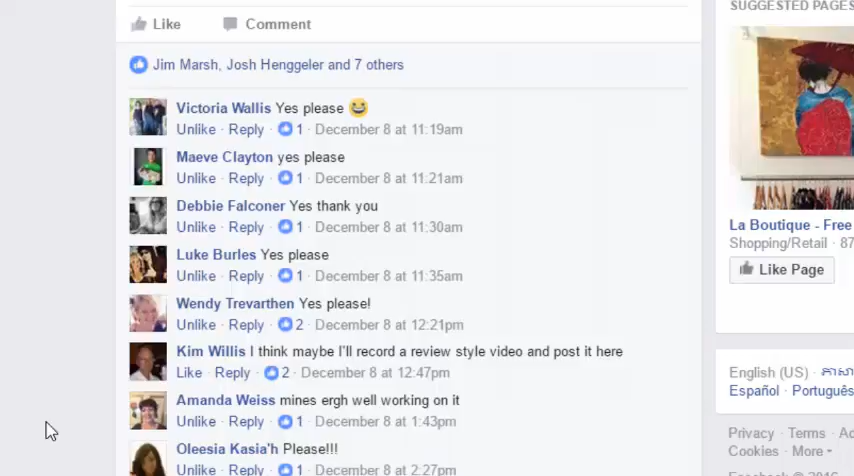 SUGGESTED PAGES
Like Comment
Jim Marsh, Josh Henggeler and 7 others
Victoria Wallis Yes please 😀
Unlike · Reply · 1 · December 8 at 11:19am
Maeve Clayton yes please
Unlike · Reply · 1 · December 8 at 11:21am
Debbie Falconer Yes thank you
Unlike · Reply · 1 · December 8 at 11:30am
Luke Burles Yes please
Unlike · Reply · 1 · December 8 at 11:35am
Wendy Trevarthen Yes please!
Unlike · Reply · 2 · December 8 at 12:21pm
Kim Willis I think maybe I'll record a review style video and post it here
Like · Reply · 2 · December 8 at 12:47pm
Amanda Weiss mines ergh well working on it
Unlike · Reply · 1 · December 8 at 1:43pm
Oleesia Kasia'h Please!!!
Unlike · Reply · 1 · December 8 at 2:27pm
La Boutique - Free
Shopping/Retail · 87
Like Page
English (US) ·
Español · Português
Privacy · Terms ·
Cookies · More